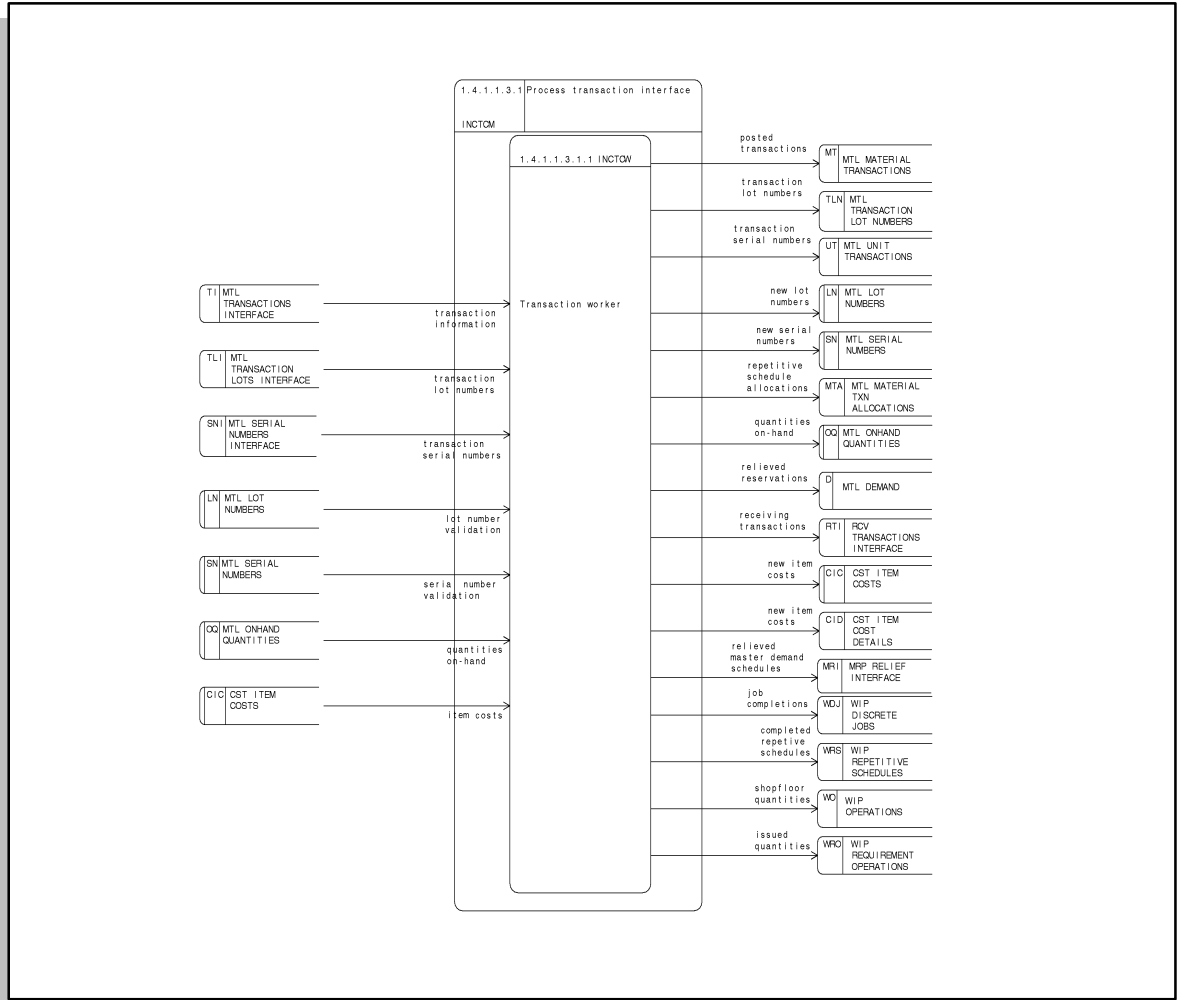 1.4.1.1.3.1 Process transaction interface
INCTCM
1.4.1.1.3.1.1 INCTCW
Transaction worker
TI MTL
TRANSACTIONS
INTERFACE
transaction
information
TLI MTL
TRANSACTION
LOTS INTERFACE
transaction
lot numbers
SNI MTL SERIAL
NUMBERS
INTERFACE
transaction
serial numbers
LN MTL LOT
NUMBERS
lot number
validation
SN MTL SERIAL
NUMBERS
serial number
validation
OQ MTL ONHAND
QUANTITIES
quantities
on-hand
CIC CST ITEM
COSTS
item costs
posted
transactions
MT
MTL MATERIAL
TRANSACTIONS
transaction
lot numbers
TLN MTL
TRANSACTION
LOT NUMBERS
transaction
serial numbers
UT MTL UNIT
TRANSACTIONS
new lot
numbers
LN MTL LOT
NUMBERS
new serial
numbers
SN MTL SERIAL
NUMBERS
repetitive
schedule
allocations
MTA MTL MATERIAL
TXN
ALLOCATIONS
quantities
on-hand
OQ MTL ONHAND
QUANTITIES
relieved
reservations
D
MTL DEMAND
receiving
transactions
RTI RCV
TRANSACTIONS
INTERFACE
new item
costs
CIC CST ITEM
COSTS
new item
costs
CID CST ITEM
COST
DETAILS
relieved
master demand
schedules
MRI MRP RELIEF
INTERFACE
job
completions
WDJ WIP
DISCRETE
JOBS
completed
repetive
schedules
WRS WIP
REPETITIVE
SCHEDULES
shopfloor
quantities
WO WIP
OPERATIONS
issued
quantities
WRO WIP
REQUIREMENT
OPERATIONS